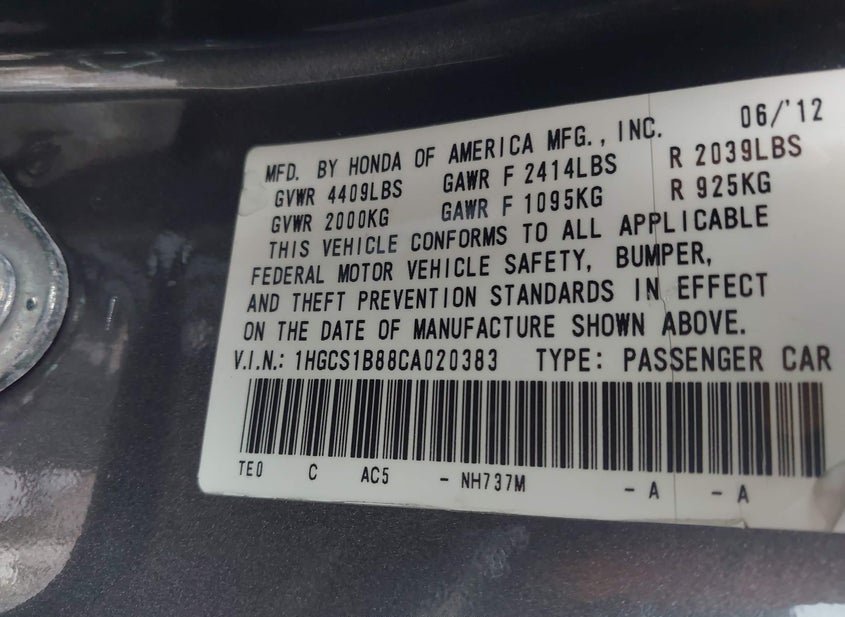 06/'12
MFD. BY HONDA OF AMERICA MFG., INC.
GVWR 4409LBS GAWR F 2414LBS R 2039LBS
GVWR 2000KG GAWR F 1095KG R 925KG
THIS VEHICLE CONFORMS TO ALL APPLICABLE
FEDERAL MOTOR VEHICLE SAFETY, BUMPER,
AND THEFT PREVENTION STANDARDS IN EFFECT
ON THE DATE OF MANUFACTURE SHOWN ABOVE.
V.I.N.: 1HGCS1B88CA020383 TYPE: PASSENGER CAR
TE0 C AC5 - NH737M - A - A